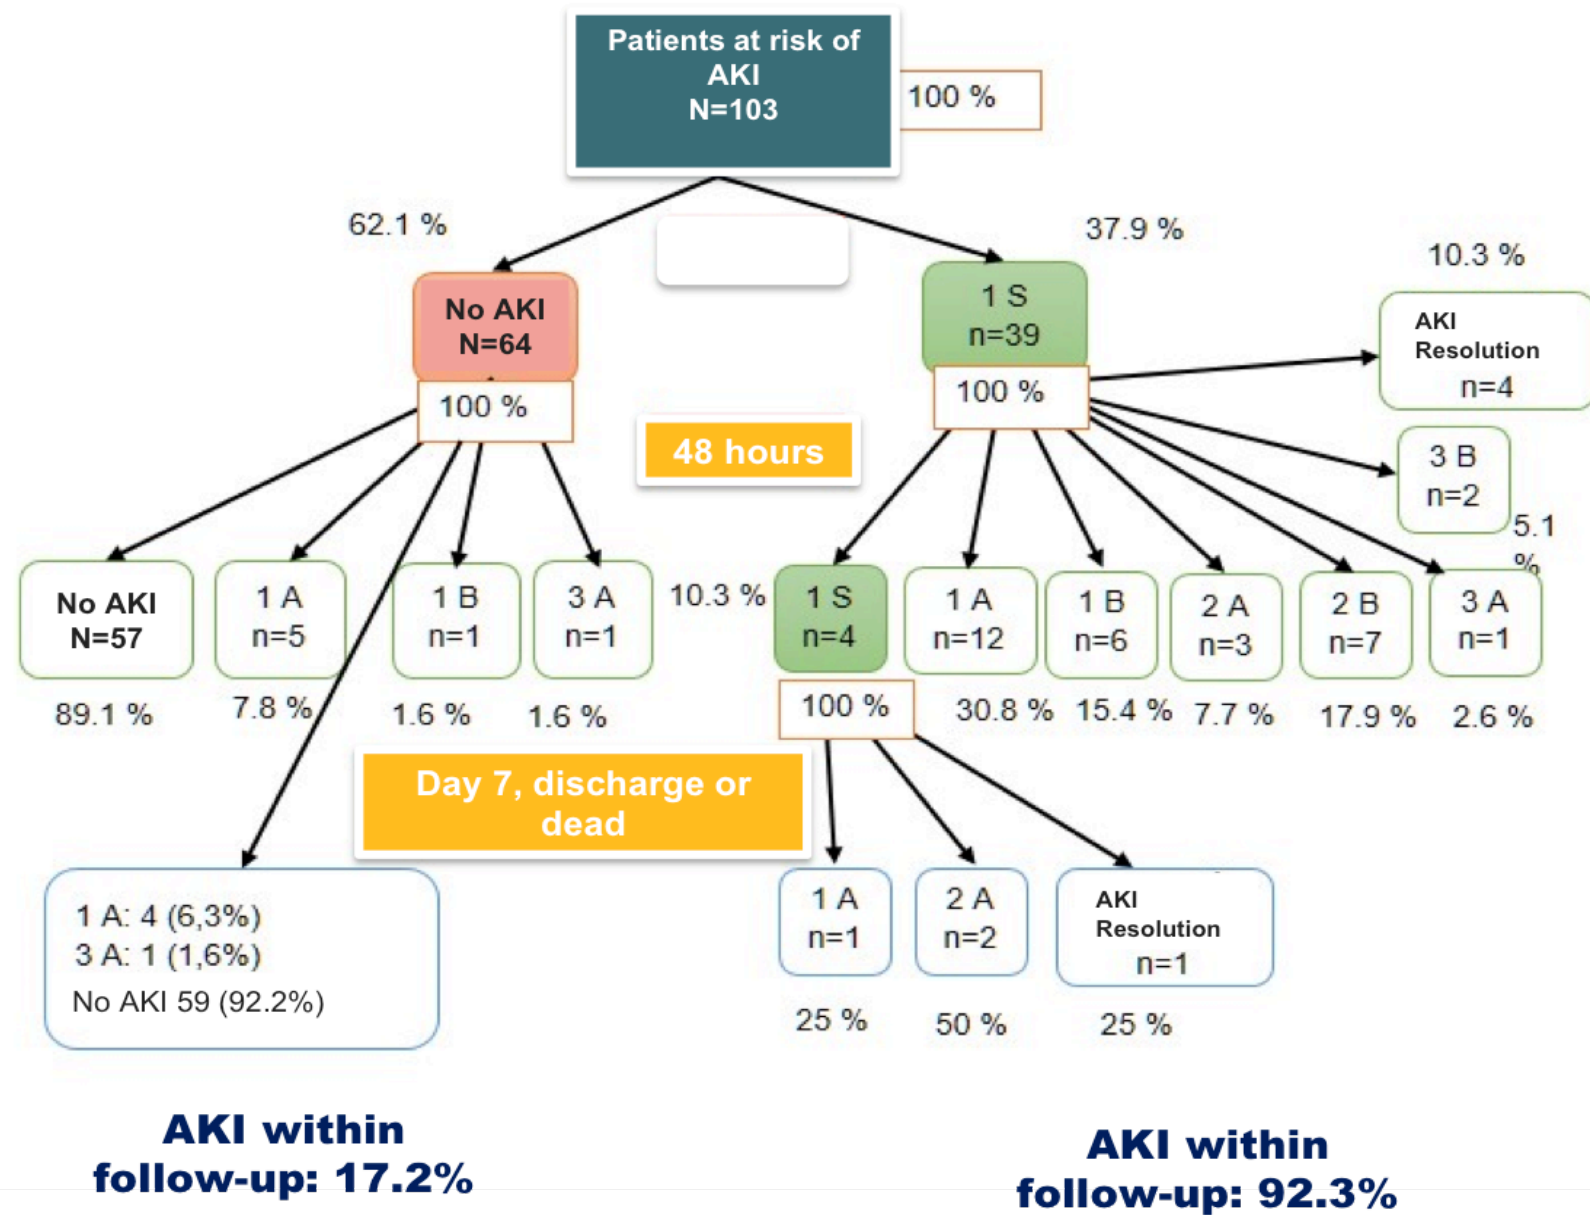 Patients at risk of
AKI
N=103
100 %
62.1 %
37.9 %
No AKI
N=64
100 %
1 S
n=39
100 %
10.3 %
AKI
Resolution
n=4
3 B
n=2
5.1
%
48 hours
No AKI
N=57
89.1 %
1 A
n=5
7.8 %
1 B
n=1
1.6 %
3 A
n=1
1.6 %
10.3 %
1 S
n=4
100 %
1 A
n=12
30.8 %
1 B
n=6
15.4 %
2 A
n=3
7.7 %
2 B
n=7
17.9 %
3 A
n=1
2.6 %
Day 7, discharge or
dead
1 A: 4 (6,3%)
3 A: 1 (1,6%)
No AKI 59 (92.2%)
1 A
n=1
25 %
2 A
n=2
50 %
AKI
Resolution
n=1
25 %
AKI within
follow-up: 17.2%
AKI within
follow-up: 92.3%